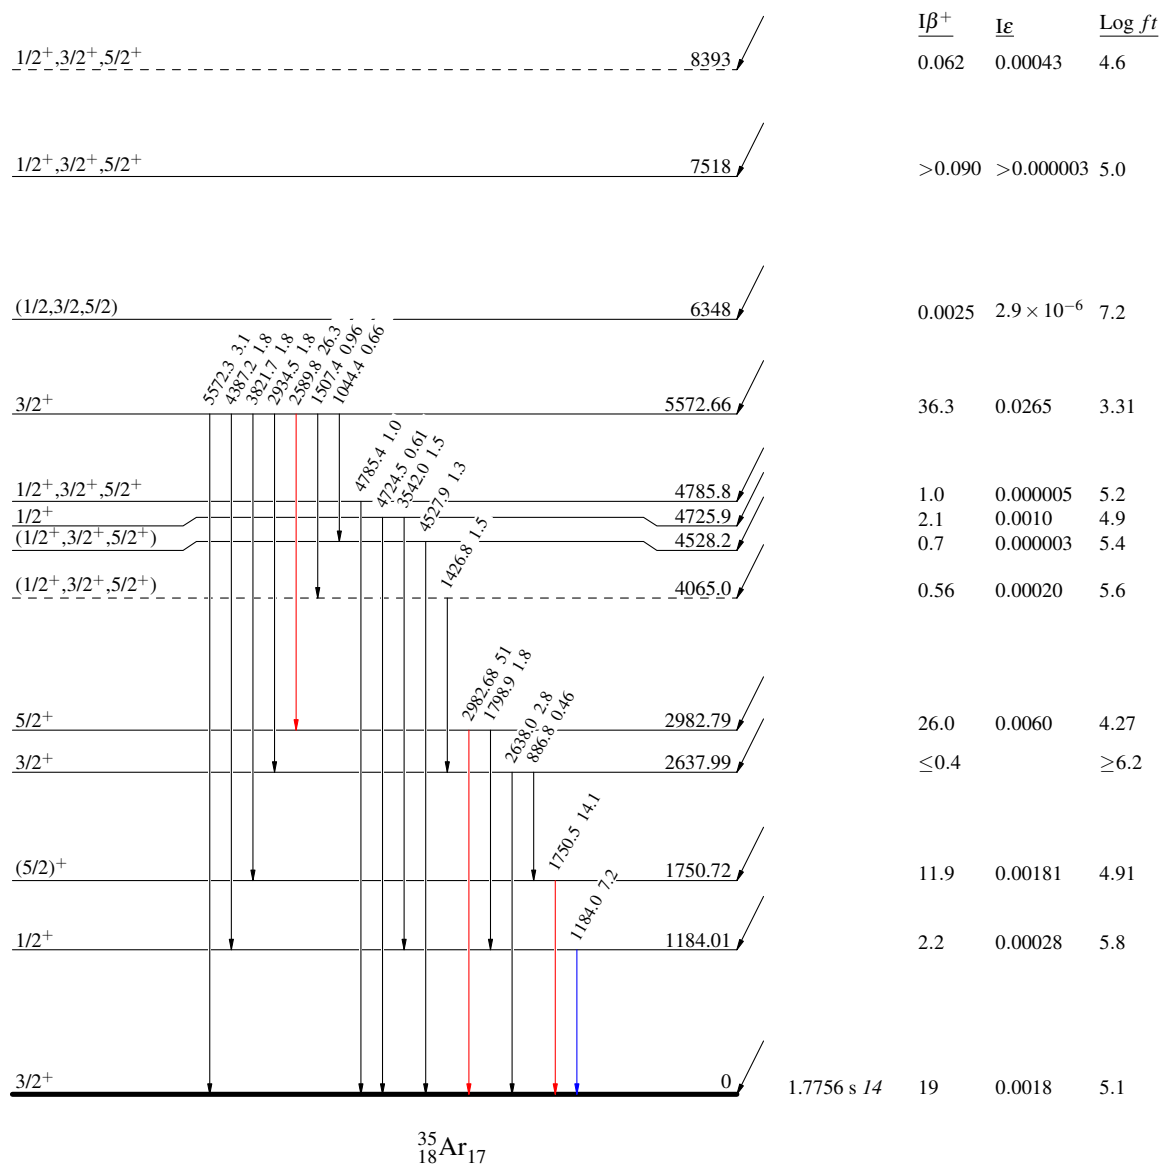 Iβ⁺ Iε Log ft
1/2⁺,3/2⁺,5/2⁺ 8393 0.062 0.00043 4.6
1/2⁺,3/2⁺,5/2⁺ 7518 >0.090 >0.000003 5.0
(1/2,3/2,5/2) 6348 0.0025 2.9 × 10⁻⁶ 7.2
5572.3 3.1
4387.2 1.8
3821.7 1.8
2934.5 1.8
2589.8 26.3
1507.4 0.96
1044.4 0.66
3/2⁺ 5572.66 36.3 0.0265 3.31
4785.4 1.0
4724.5 0.61
3542.0 1.5
4527.9 1.3
1/2⁺,3/2⁺,5/2⁺ 4785.8 1.0 0.000005 5.2
1/2⁺ 4725.9 2.1 0.0010 4.9
(1/2⁺,3/2⁺,5/2⁺) 4528.2 0.7 0.000003 5.4
1426.8 1.5
(1/2⁺,3/2⁺,5/2⁺) 4065.0 0.56 0.00020 5.6
2982.68 51
1798.9 1.8
2638.0 2.8
886.8 0.46
5/2⁺ 2982.79 26.0 0.0060 4.27
3/2⁺ 2637.99 ≤0.4 ≥6.2
1750.5 14.1
(5/2)⁺ 1750.72 11.9 0.00181 4.91
1184.0 7.2
1/2⁺ 1184.01 2.2 0.00028 5.8
3/2⁺ 0 1.7756 s 14 19 0.0018 5.1
³⁵₁₈Ar₁₇